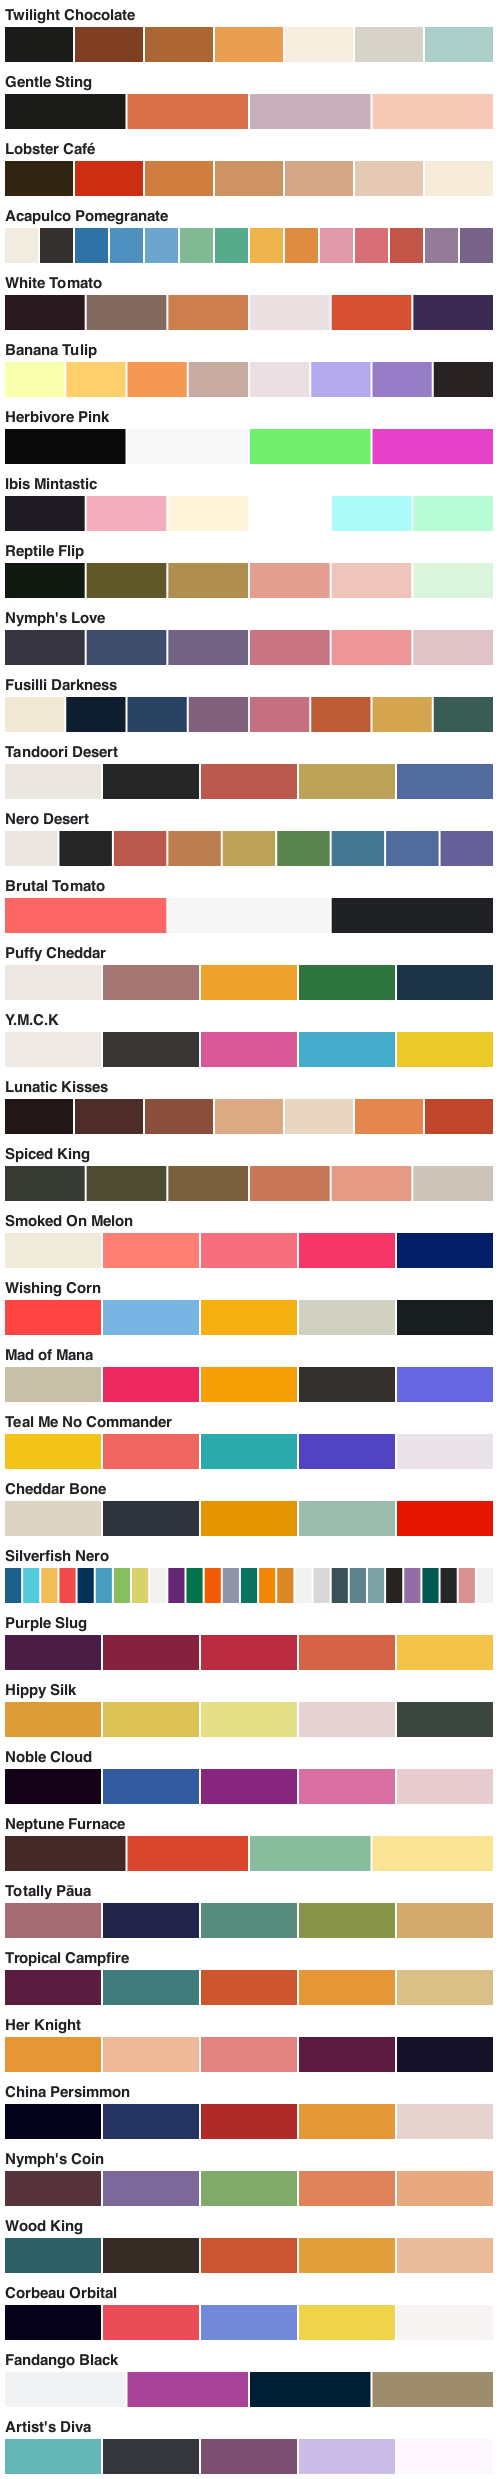 Twilight Chocolate
Gentle Sting
Lobster Café
Acapulco Pomegranate
White Tomato
Banana Tulip
Herbivore Pink
Ibis Mintastic
Reptile Flip
Nymph's Love
Fusilli Darkness
Tandoori Desert
Nero Desert
Brutal Tomato
Puffy Cheddar
Y.M.C.K
Lunatic Kisses
Spiced King
Smoked On Melon
Wishing Corn
Mad of Mana
Teal Me No Commander
Cheddar Bone
Silverfish Nero
Purple Slug
Hippy Silk
Noble Cloud
Neptune Furnace
Totally Pāua
Tropical Campfire
Her Knight
China Persimmon
Nymph's Coin
Wood King
Corbeau Orbital
Fandango Black
Artist's Diva